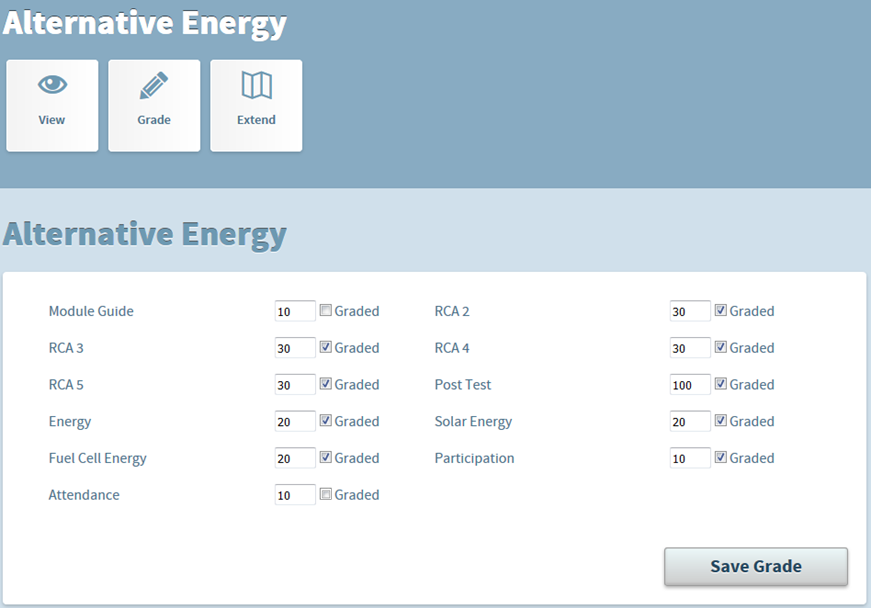 Alternative Energy
View Grade Extend
Alternative Energy
Module Guide 10 Graded RCA 2 30 Graded
RCA 3 30 Graded RCA 4 30 Graded
RCA 5 30 Graded Post Test 100 Graded
Energy 20 Graded Solar Energy 20 Graded
Fuel Cell Energy 20 Graded Participation 10 Graded
Attendance 10 Graded
Save Grade